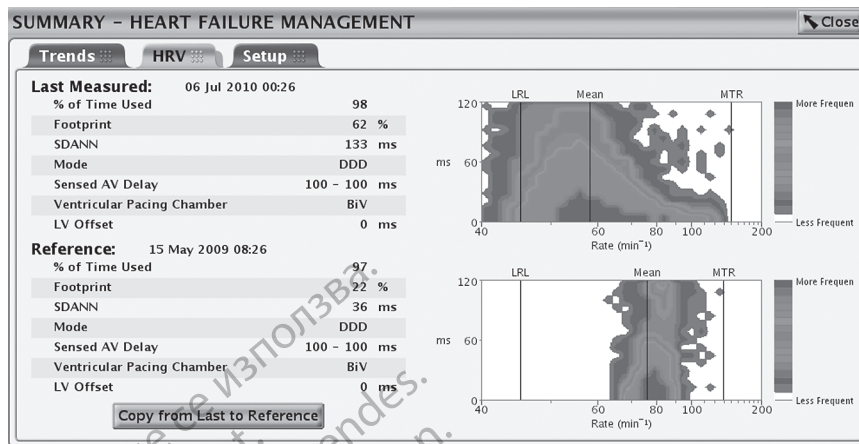 SUMMARY – HEART FAILURE MANAGEMENT
Close
Trends HRV Setup
Last Measured: 06 Jul 2010 00:26
% of Time Used 98
Footprint 62 %
SDANN 133 ms
Mode DDD
Sensed AV Delay 100 – 100 ms
Ventricular Pacing Chamber BiV
LV Offset 0 ms
Reference: 15 May 2009 08:26
% of Time Used 97
Footprint 22 %
SDANN 36 ms
Mode DDD
Sensed AV Delay 100 – 100 ms
Ventricular Pacing Chamber BiV
LV Offset 0 ms
Copy from Last to Reference
LRL Mean MTR
120
ms 60
0
40 60 80 100 200
Rate (min⁻¹)
More Frequen
Less Frequent
LRL Mean MTR
120
ms 60
0
40 60 80 100 200
Rate (min⁻¹)
More Frequen
Less Frequent
се използва.